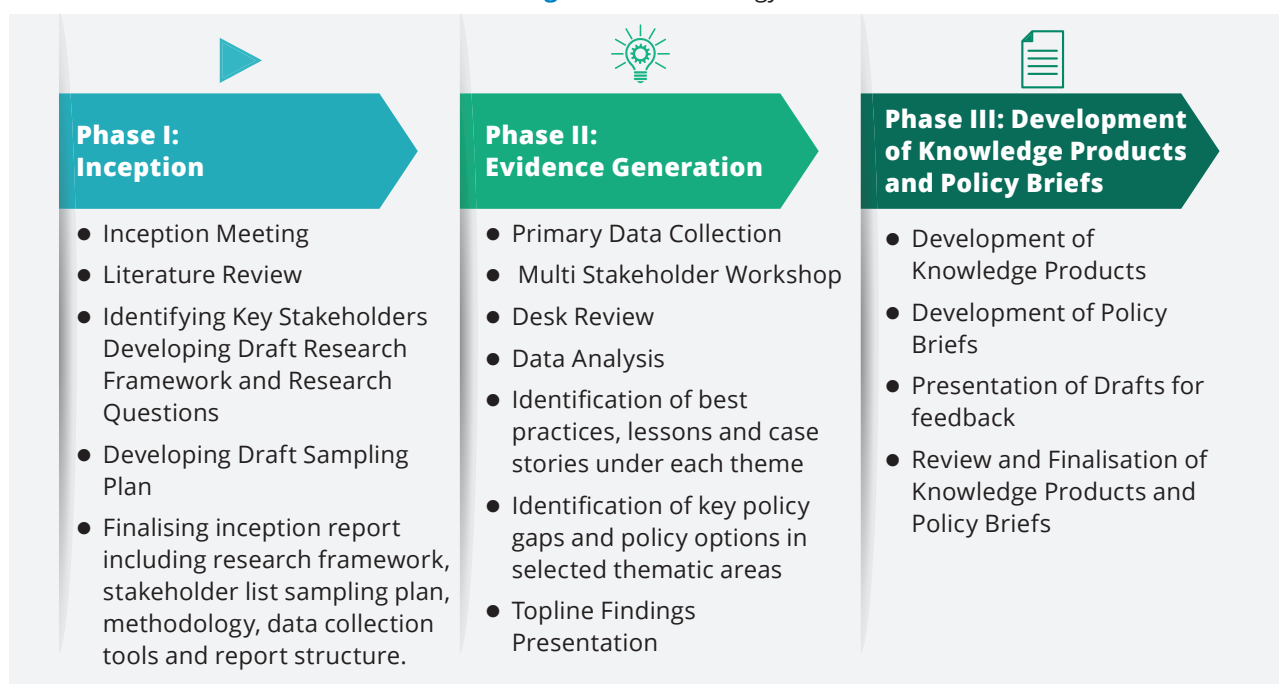 Phase I:
Inception
● Inception Meeting
● Literature Review
● Identifying Key Stakeholders
Developing Draft Research
Framework and Research
Questions
● Developing Draft Sampling
Plan
● Finalising inception report
including research framework,
stakeholder list sampling plan,
methodology, data collection
tools and report structure.
Phase II:
Evidence Generation
● Primary Data Collection
● Multi Stakeholder Workshop
● Desk Review
● Data Analysis
● Identification of best
practices, lessons and case
stories under each theme
● Identification of key policy
gaps and policy options in
selected thematic areas
● Topline Findings
Presentation
Phase III: Development
of Knowledge Products
and Policy Briefs
● Development of
Knowledge Products
● Development of Policy
Briefs
● Presentation of Drafts for
feedback
● Review and Finalisation of
Knowledge Products and
Policy Briefs